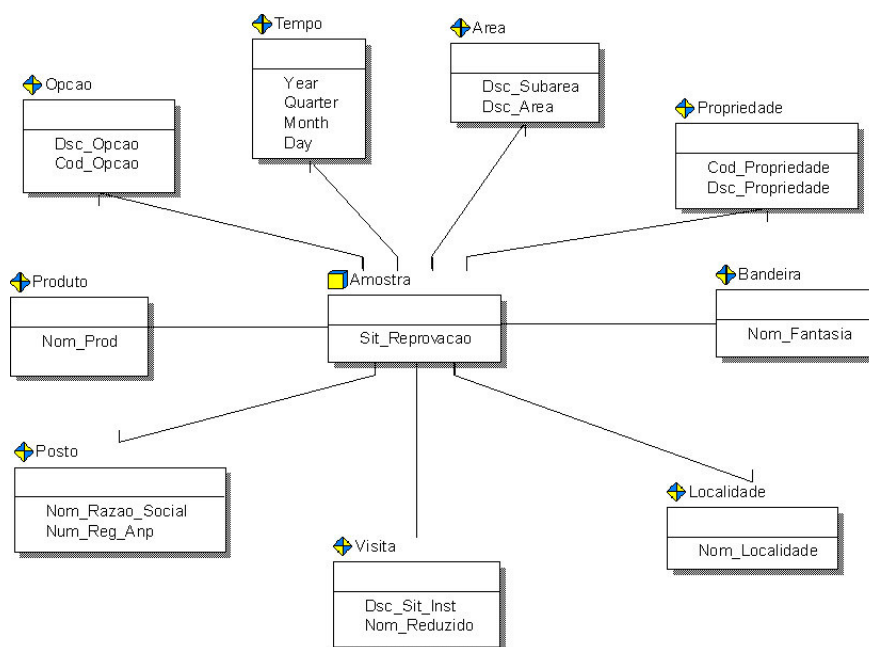 Tempo
Year
Quarter
Month
Day
Area
Dsc_Subarea
Dsc_Area
Opcao
Dsc_Opcao
Cod_Opcao
Propriedade
Cod_Propriedade
Dsc_Propriedade
Produto
Nom_Prod
Amostra
Sit_Reprovacao
Bandeira
Nom_Fantasia
Posto
Nom_Razao_Social
Num_Reg_Anp
Visita
Dsc_Sit_Inst
Nom_Reduzido
Localidade
Nom_Localidade